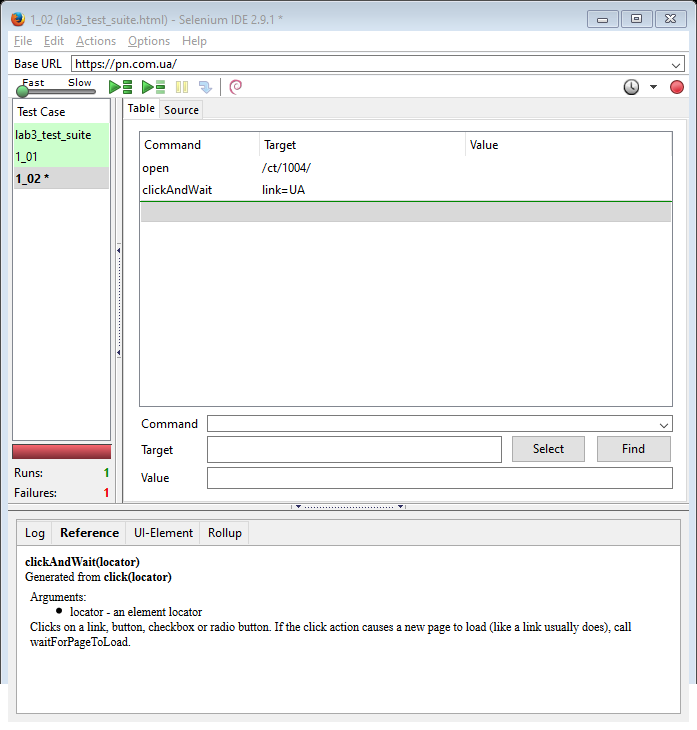 1_02 (lab3_test_suite.html) - Selenium IDE 2.9.1 *
File Edit Actions Options Help
Base URL https://pn.com.ua/
Fast Slow
Test Case
lab3_test_suite
1_01
1_02 *
Table Source
Command Target Value
open /ct/1004/
clickAndWait link=UA
Command
Target Select Find
Value
Runs: 1
Failures: 1
Log Reference UI-Element Rollup
clickAndWait(locator)
Generated from click(locator)
Arguments:
• locator - an element locator
Clicks on a link, button, checkbox or radio button. If the click action causes a new page to load (like a link usually does), call
waitForPageToLoad.